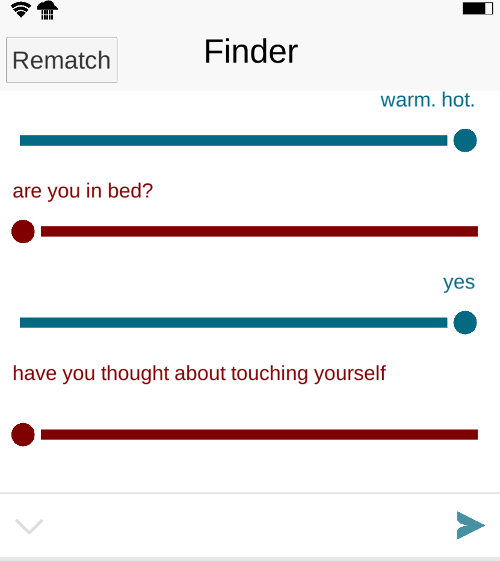 Rematch
Finder
warm. hot.
are you in bed?
yes
have you thought about touching yourself